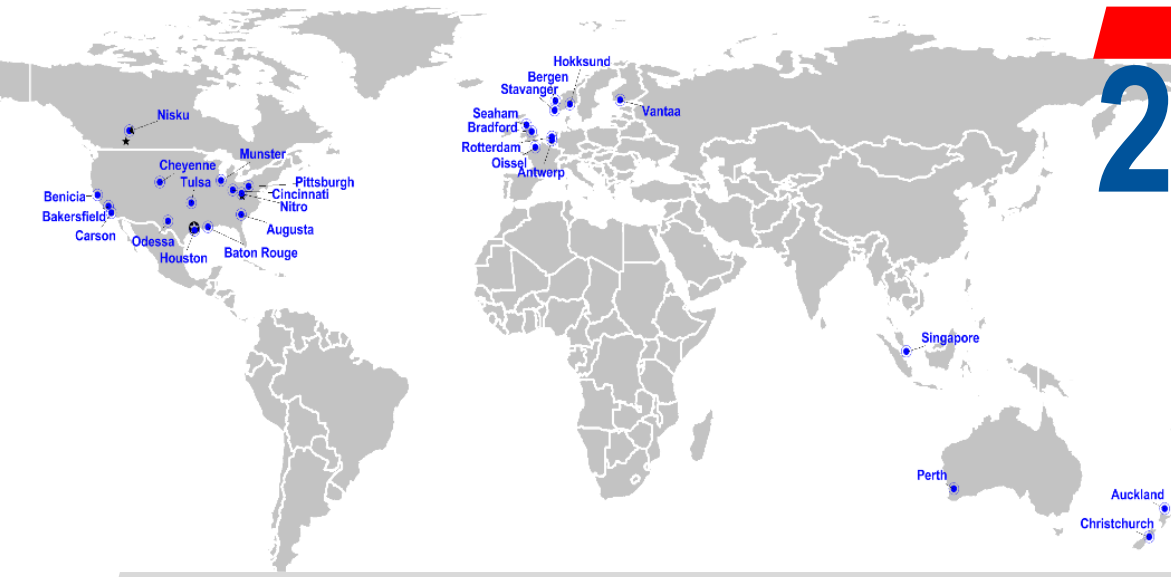 2
Hokksund
Bergen
Stavanger
Vantaa
Seaham
Bradford
Rotterdam
Oissel
Antwerp
Nisku
Munster
Cheyenne
Tulsa
Pittsburgh
Cincinnati
Nitro
Benicia
Bakersfield
Carson
Augusta
Odessa
Baton Rouge
Houston
Singapore
Perth
Auckland
Christchurch